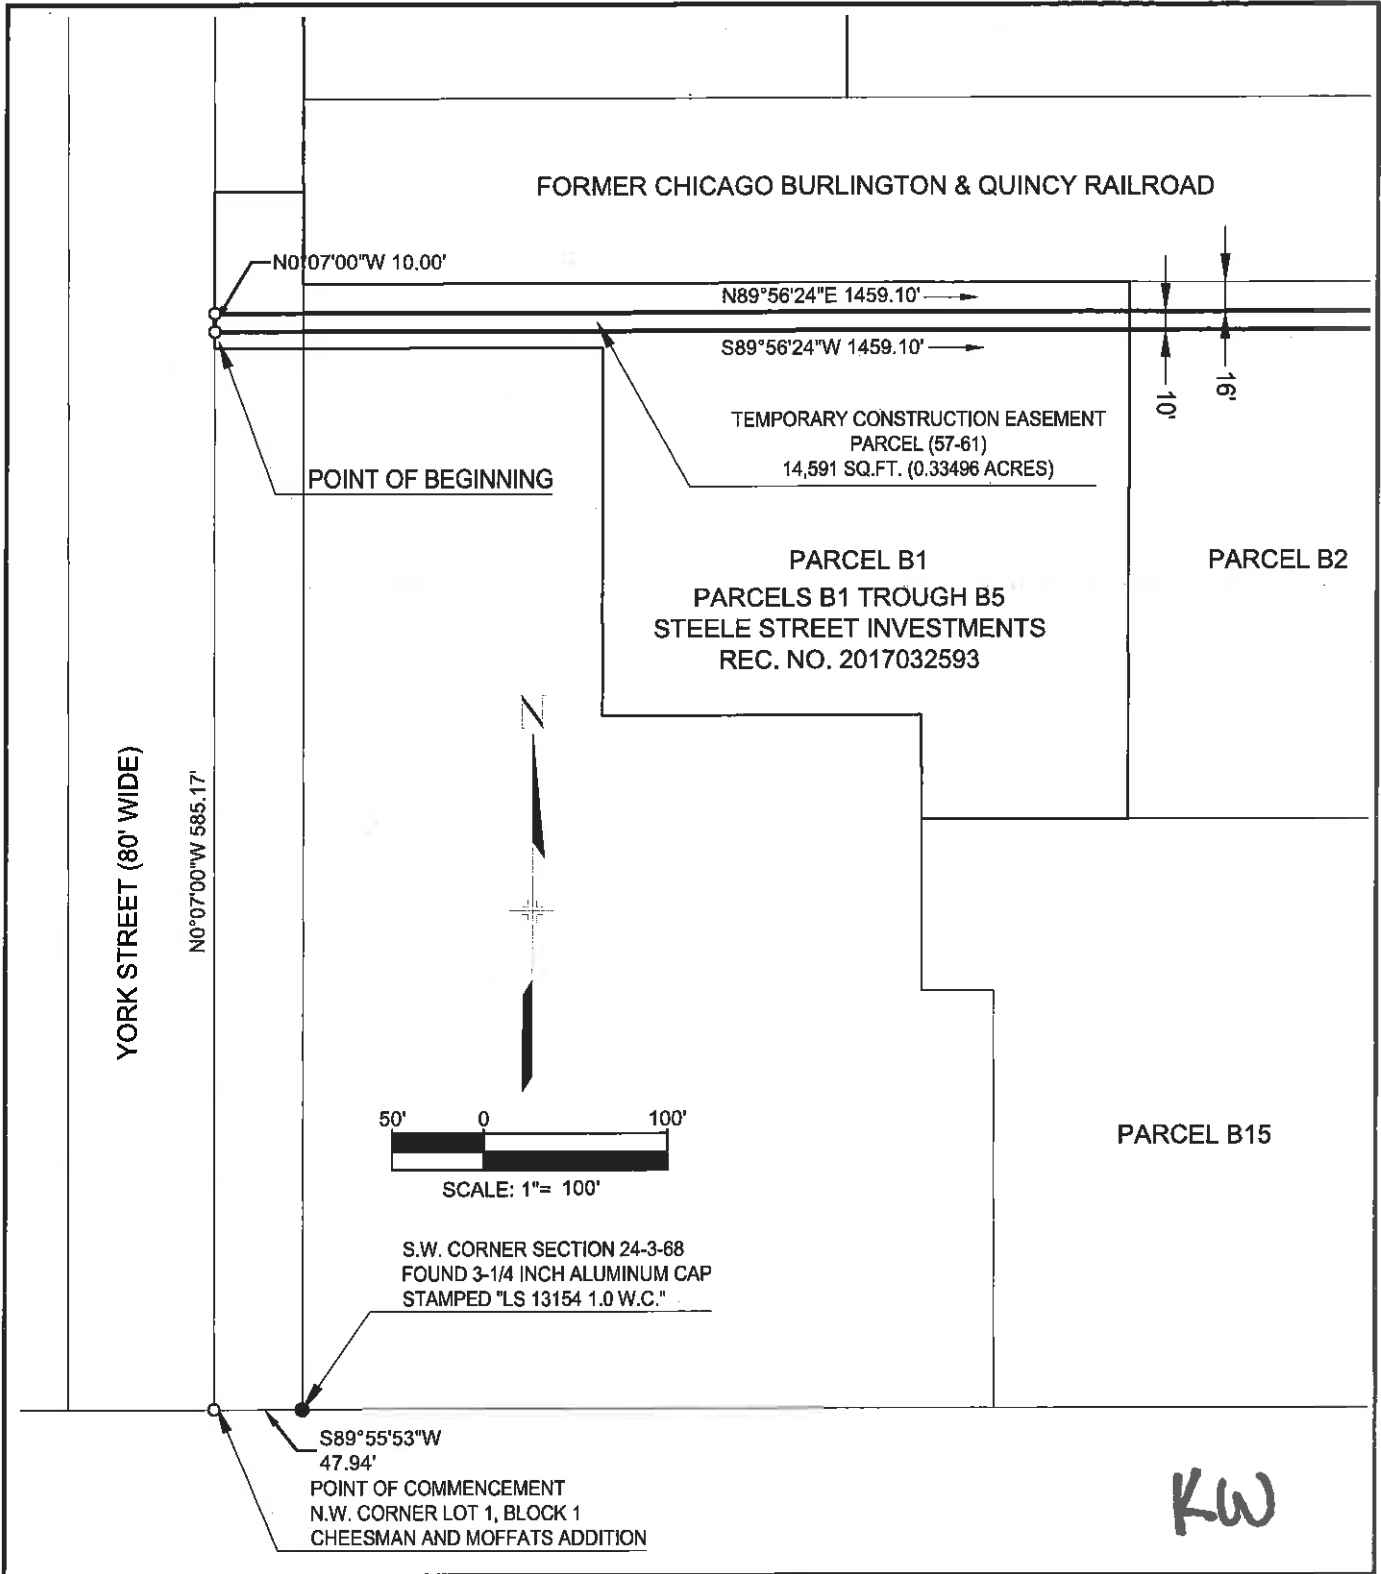 FORMER CHICAGO BURLINGTON & QUINCY RAILROAD
N0°07'00"W 10.00'
N89°56'24"E 1459.10'
S89°56'24"W 1459.10'
16'
10'
TEMPORARY CONSTRUCTION EASEMENT
PARCEL (57-61)
14,591 SQ.FT. (0.33496 ACRES)
POINT OF BEGINNING
PARCEL B1
PARCEL B2
PARCELS B1 TROUGH B5
STEELE STREET INVESTMENTS
REC. NO. 2017032593
N
YORK STREET (80' WIDE)
N0°07'00"W 585.17'
50' 0 100'
SCALE: 1"= 100'
PARCEL B15
S.W. CORNER SECTION 24-3-68
FOUND 3-1/4 INCH ALUMINUM CAP
STAMPED "LS 13154 1.0 W.C."
S89°55'53"W
47.94'
POINT OF COMMENCEMENT
N.W. CORNER LOT 1, BLOCK 1
CHEESMAN AND MOFFATS ADDITION
KW